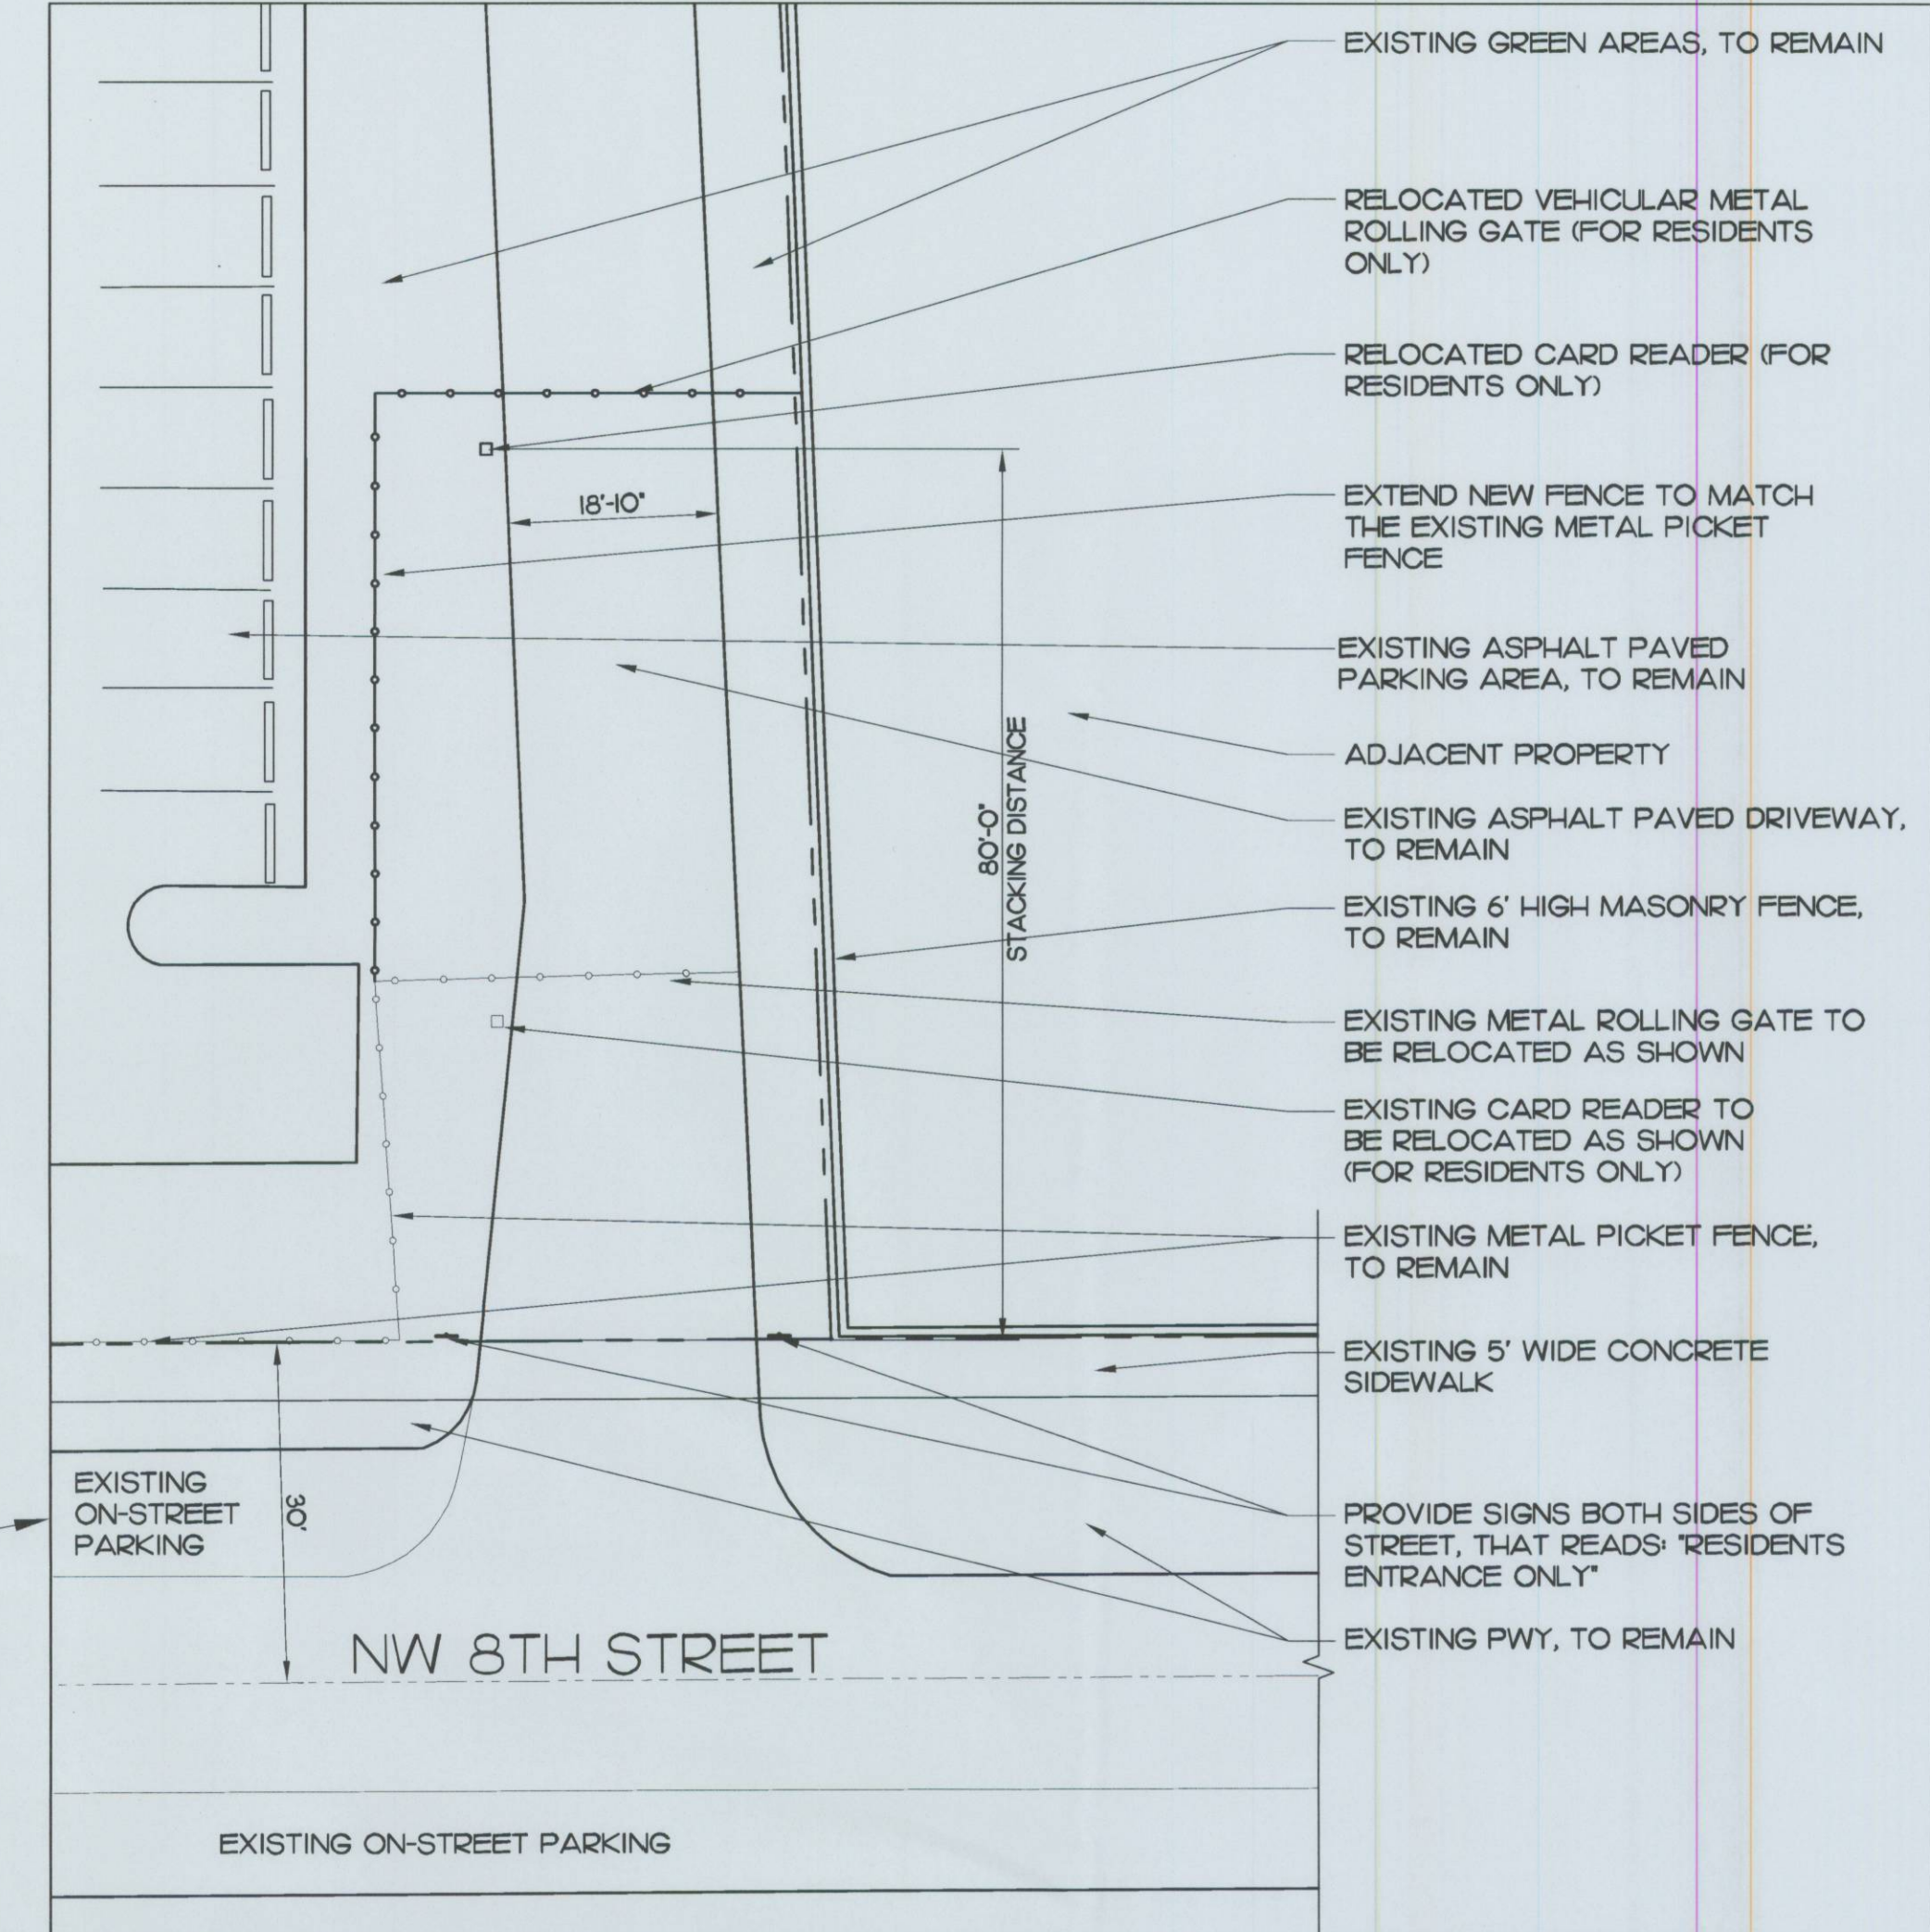 EXISTING GREEN AREAS, TO REMAIN
RELOCATED VEHICULAR METAL
ROLLING GATE (FOR RESIDENTS
ONLY)
RELOCATED CARD READER (FOR
RESIDENTS ONLY)
EXTEND NEW FENCE TO MATCH
THE EXISTING METAL PICKET
FENCE
18'-10"
EXISTING ASPHALT PAVED
PARKING AREA, TO REMAIN
ADJACENT PROPERTY
80'-0"
STACKING DISTANCE
EXISTING ASPHALT PAVED DRIVEWAY,
TO REMAIN
EXISTING 6' HIGH MASONRY FENCE,
TO REMAIN
EXISTING METAL ROLLING GATE TO
BE RELOCATED AS SHOWN
EXISTING CARD READER TO
BE RELOCATED AS SHOWN
(FOR RESIDENTS ONLY)
EXISTING METAL PICKET FENCE,
TO REMAIN
EXISTING 5' WIDE CONCRETE
SIDEWALK
PROVIDE SIGNS BOTH SIDES OF
STREET, THAT READS: "RESIDENTS
ENTRANCE ONLY"
EXISTING PWY, TO REMAIN
EXISTING
ON-STREET
PARKING
30'
NW 8TH STREET
EXISTING ON-STREET PARKING